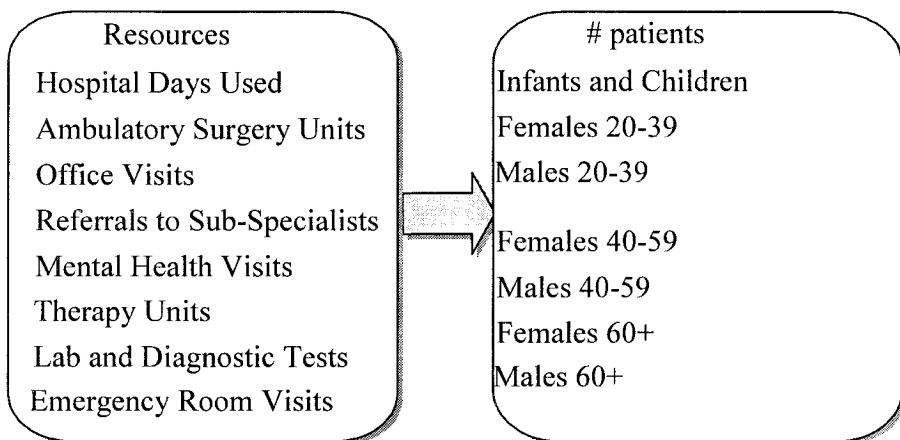 Resources
Hospital Days Used
Ambulatory Surgery Units
Office Visits
Referrals to Sub-Specialists
Mental Health Visits
Therapy Units
Lab and Diagnostic Tests
Emergency Room Visits
# patients
Infants and Children
Females 20-39
Males 20-39
Females 40-59
Males 40-59
Females 60+
Males 60+